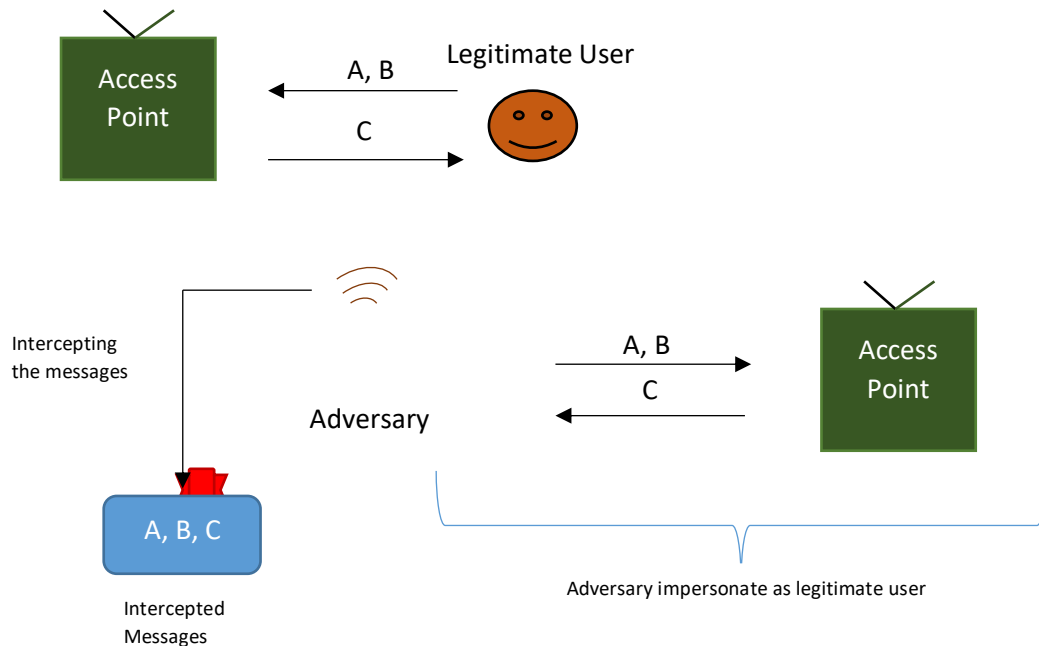 Access
Point
A, B
C
Legitimate User
Intercepting
the messages
Adversary
A, B
C
Access
Point
A, B, C
Intercepted
Messages
Adversary impersonate as legitimate user